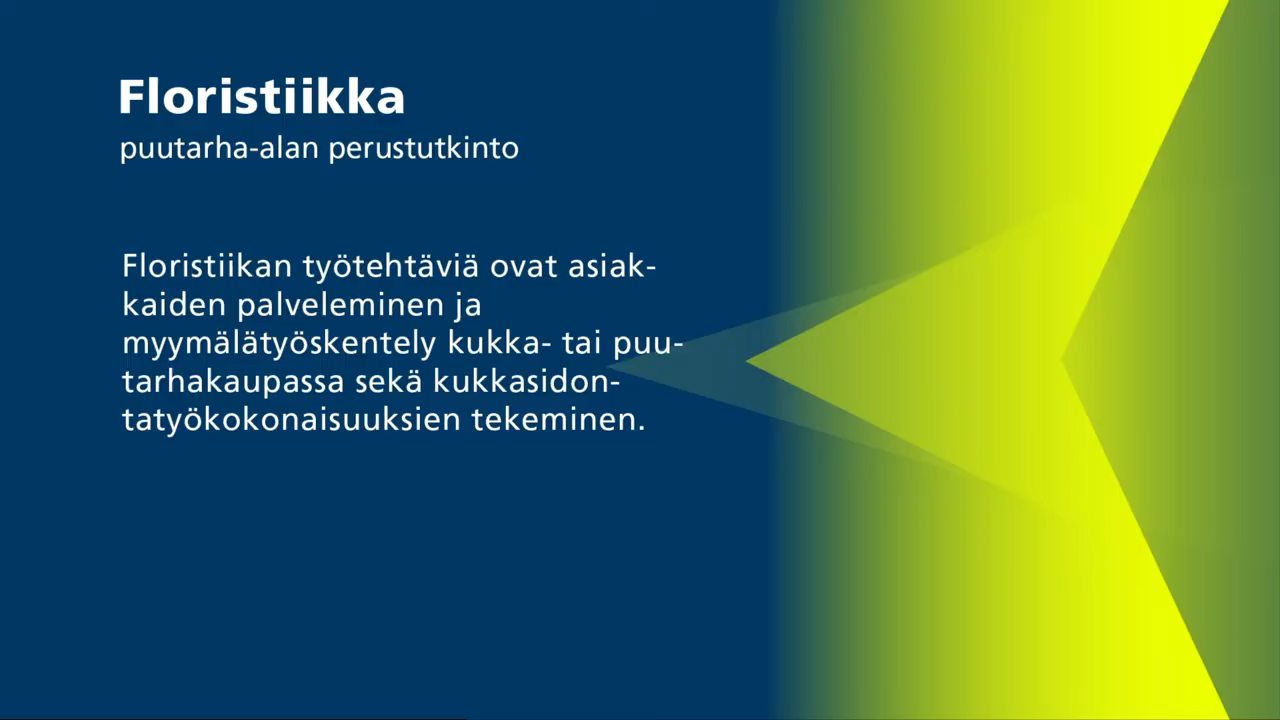 Floristiikka
puutarha-alan perustutkinto
Floristiikan työtehtäviä ovat asiak-
kaiden palveleminen ja
myymälätyöskentely kukka- tai puu-
tarhakaupassa sekä kukkasidon-
tatyökokonaisuuksien tekeminen.